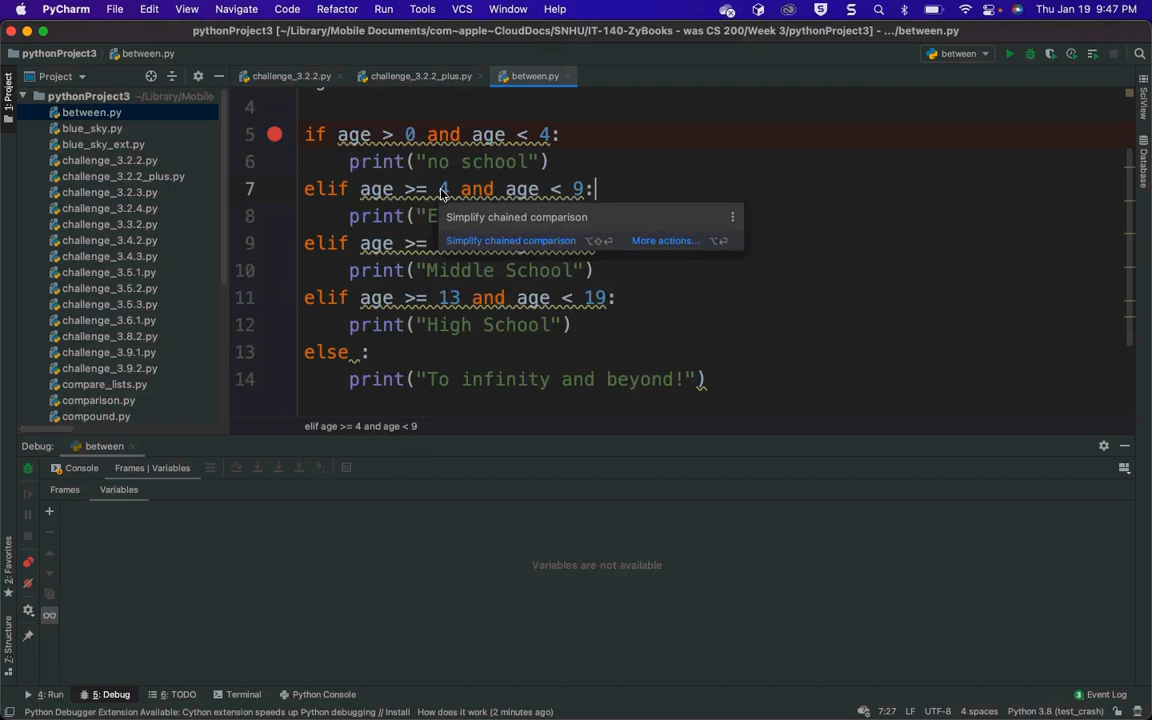 PyCharm File Edit View Navigate Code Refactor Run Tools VCS Window Help Thu Jan 19 9:47 PM
pythonProject3 [~/Library/Mobile Documents/com~apple~CloudDocs/SNHU/IT-140-ZyBooks - was CS 200/Week 3/pythonProject3] - .../between.py
pythonProject3 between.py between
Project challenge_3.2.2.py challenge_3.2.2_plus.py between.py
1: Project
pythonProject3 ~/Library/Mobile
between.py
blue_sky.py
blue_sky_ext.py
challenge_3.2.2.py
challenge_3.2.2_plus.py
challenge_3.2.3.py
challenge_3.2.4.py
challenge_3.3.2.py
challenge_3.4.2.py
challenge_3.4.3.py
challenge_3.5.1.py
challenge_3.5.2.py
challenge_3.5.3.py
challenge_3.6.1.py
challenge_3.8.2.py
challenge_3.9.1.py
challenge_3.9.2.py
compare_lists.py
comparison.py
compound.py
4
5 if age > 0 and age < 4:
6 print("no school")
7 elif age >= 4 and age < 9:
8 print("E
9 elif age >=
10 print("Middle School")
11 elif age >= 13 and age < 19:
12 print("High School")
13 else :
14 print("To infinity and beyond!")
Simplify chained comparison
Simplify chained comparison ⌥⇧⏎ More actions... ⌥⏎
elif age >= 4 and age < 9
SciView
Database
Debug: between
Console Frames | Variables
Frames Variables
Variables are not available
2: Favorites
7: Structure
4: Run 5: Debug 6: TODO Terminal Python Console 3 Event Log
Python Debugger Extension Available: Cython extension speeds up Python debugging // Install How does it work (2 minutes ago) 7:27 LF UTF-8 4 spaces Python 3.8 (test_crash)